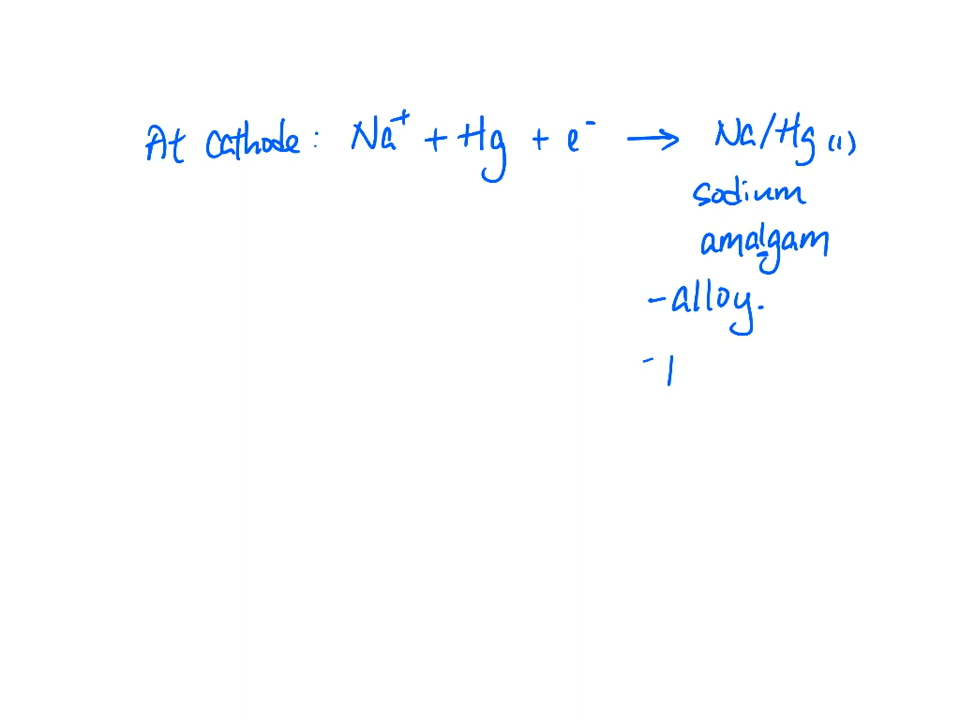 At cathode: Na⁺ + Hg + e⁻ → Na/Hg (l)
sodium
amalgam
- alloy.
- l